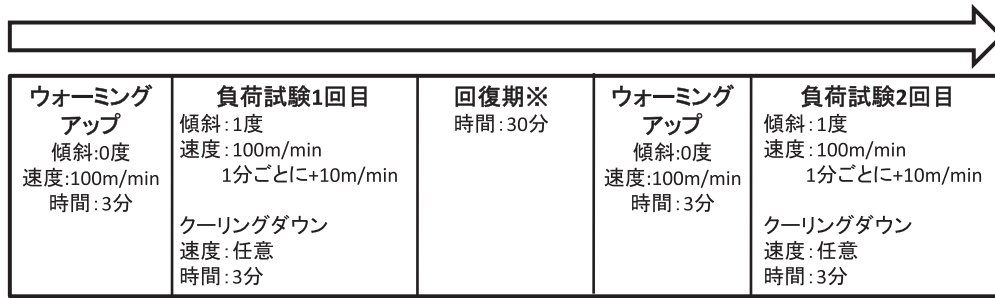 ウォーミング
アップ
傾斜:0度
速度:100m/min
時間:3分
負荷試験1回目
傾斜:1度
速度:100m/min
1分ごとに+10m/min
クーリングダウン
速度:任意
時間:3分
回復期※
時間:30分
ウォーミング
アップ
傾斜:0度
速度:100m/min
時間:3分
負荷試験2回目
傾斜:1度
速度:100m/min
1分ごとに+10m/min
クーリングダウン
速度:任意
時間:3分